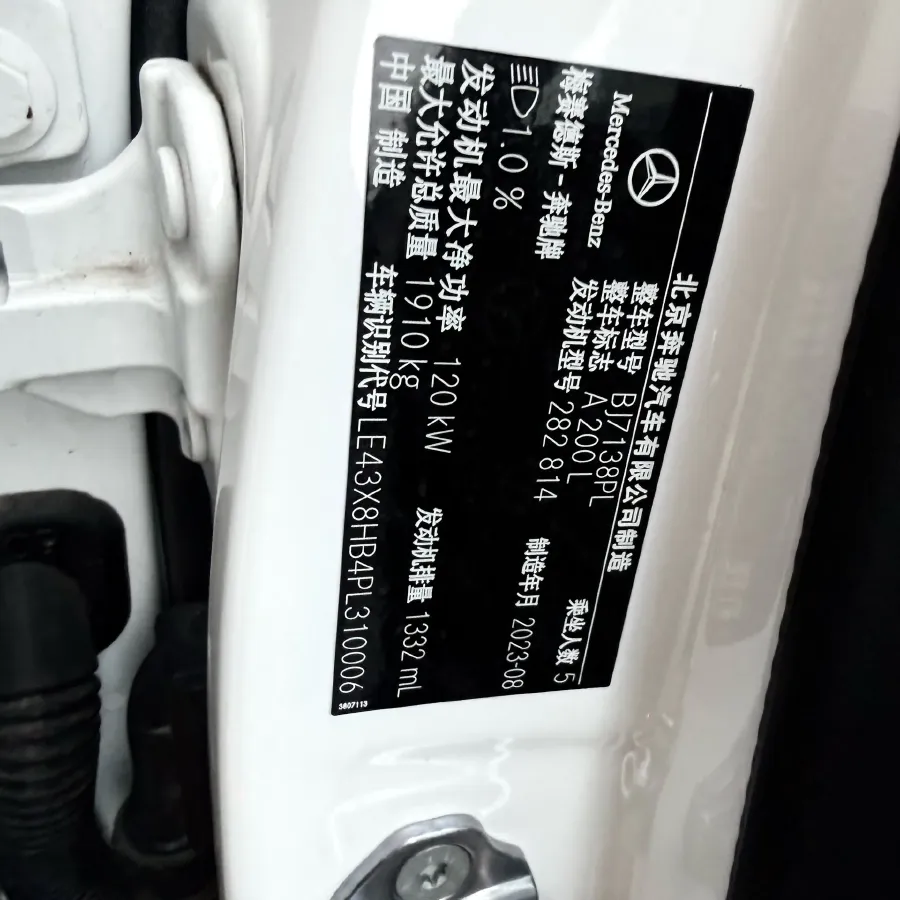 北京奔驰汽车有限公司制造
Mercedes-Benz
梅赛德斯-奔驰牌
整车型号 BJ7138PL
整车标志 A 200 L
发动机型号 282 814
乘坐人数 5
制造年月 2023-08
1.0 %
发动机最大净功率 120 kW
发动机排量 1332 mL
最大允许总质量 1910 kg
中国 制造
车辆识别代号 LE43X8HB4PL310006
3807113